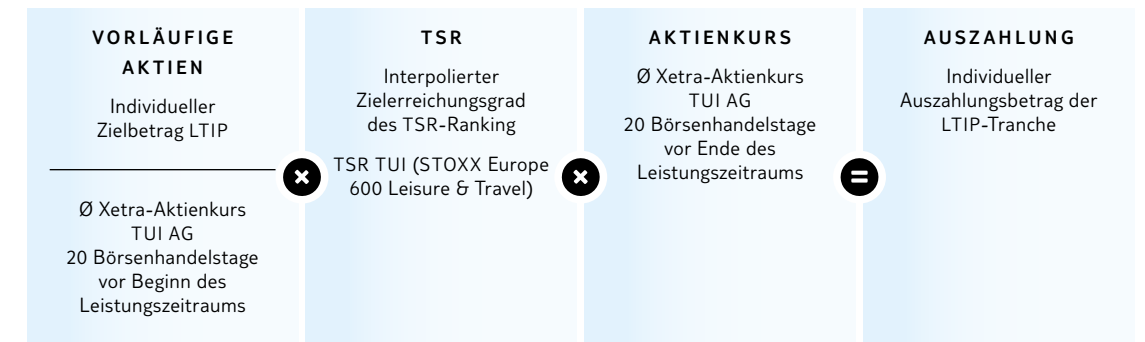 VORLÄUFIGE
AKTIEN
Individueller
Zielbetrag LTIP
Ø Xetra-Aktienkurs
TUI AG
20 Börsenhandelstage
vor Beginn des
Leistungszeitraums
×
TSR
Interpolierter
Zielerreichungsgrad
des TSR-Ranking
TSR TUI (STOXX Europe
600 Leisure & Travel)
×
AKTIENKURS
Ø Xetra-Aktienkurs
TUI AG
20 Börsenhandelstage
vor Ende des
Leistungszeitraums
=
AUSZAHLUNG
Individueller
Auszahlungsbetrag der
LTIP-Tranche